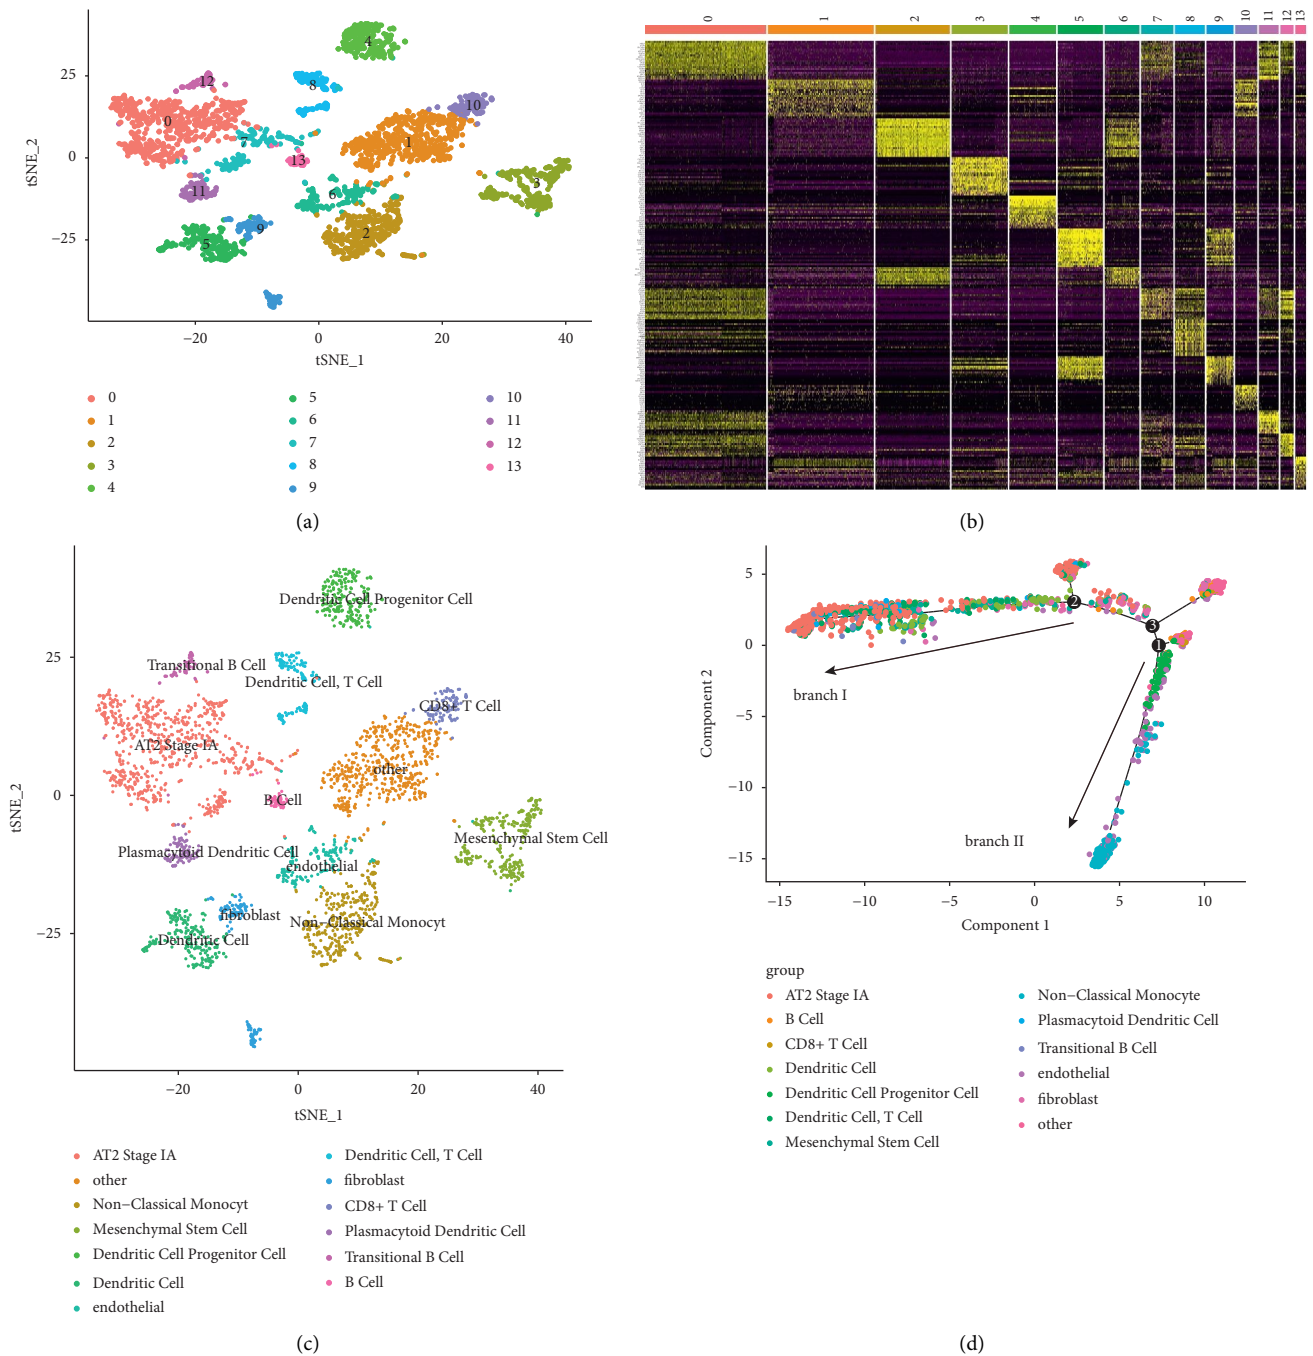 25
0
−25
tSNE_2
−20
0
20
40
tSNE_1
0
1
2
3
4
5
6
7
8
9
10
11
12
13
0
1
2
3
4
5
6
7
8
9
10
11
12
13
(a)
0
1
2
3
4
5
6
7
8
9
10
11
12
13
(b)
25
0
−25
tSNE_2
Dendritic Cell Progenitor Cell
Transitional B Cell
Dendritic Cell, T Cell
CD8+ T Cell
AT2 Stage IA
other
B Cell
Mesenchymal Stem Cell
Plasmacytoid Dendritic Cell
endothelial
fibroblast
Non−Classical Monocyt
Dendritic Cell
−20
0
20
40
tSNE_1
AT2 Stage IA
other
Non−Classical Monocyt
Mesenchymal Stem Cell
Dendritic Cell Progenitor Cell
Dendritic Cell
endothelial
Dendritic Cell, T Cell
fibroblast
CD8+ T Cell
Plasmacytoid Dendritic Cell
Transitional B Cell
B Cell
(c)
5
0
−5
−10
−15
Component 2
2
3
1
branch I
branch II
−15
−10
−5
0
5
10
Component 1
group
AT2 Stage IA
B Cell
CD8+ T Cell
Dendritic Cell
Dendritic Cell Progenitor Cell
Dendritic Cell, T Cell
Mesenchymal Stem Cell
Non−Classical Monocyte
Plasmacytoid Dendritic Cell
Transitional B Cell
endothelial
fibroblast
other
(d)